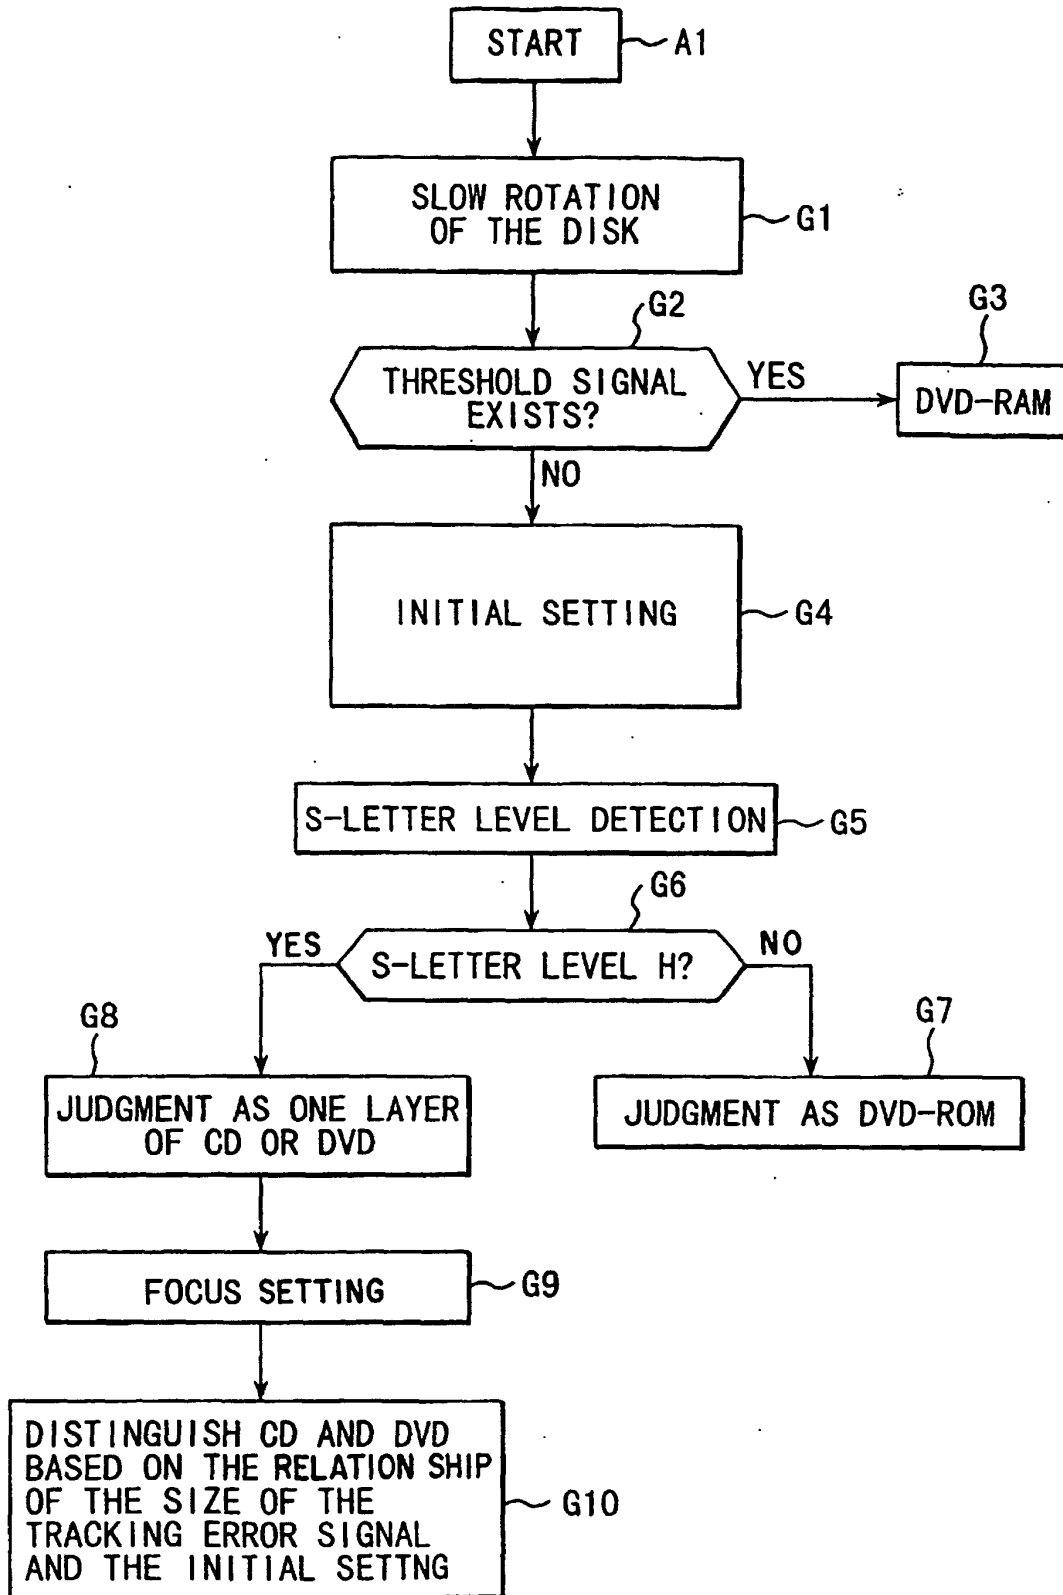 START
A1
SLOW ROTATION
OF THE DISK
G1
G2
THRESHOLD SIGNAL
EXISTS?
YES
G3
DVD-RAM
NO
INITIAL SETTING
G4
S-LETTER LEVEL DETECTION
G5
G6
YES
S-LETTER LEVEL H?
NO
G8
JUDGMENT AS ONE LAYER
OF CD OR DVD
G7
JUDGMENT AS DVD-ROM
FOCUS SETTING
G9
DISTINGUISH CD AND DVD
BASED ON THE RELATION SHIP
OF THE SIZE OF THE
TRACKING ERROR SIGNAL
AND THE INITIAL SETTNG
G10